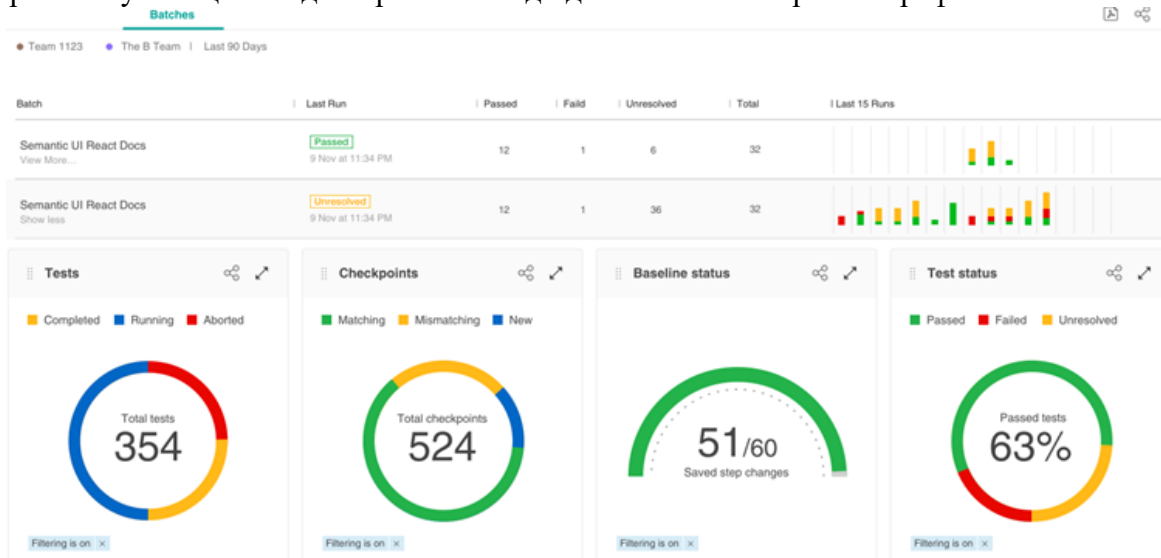 Batches
Team 1123 The B Team | Last 90 Days
Batch | Last Run | Passed | Faild | Unresolved | Total | Last 15 Runs
Semantic UI React Docs Passed 12 1 6 32
View More... 9 Nov at 11:34 PM
Semantic UI React Docs Unresolved 12 1 36 32
Show less 9 Nov at 11:34 PM
Tests Checkpoints Baseline status Test status
Completed Running Aborted Matching Mismatching New Passed Failed Unresolved
Total tests Total checkpoints Passed tests
354 524 51/60 63%
Saved step changes
Filtering is on × Filtering is on × Filtering is on × Filtering is on ×